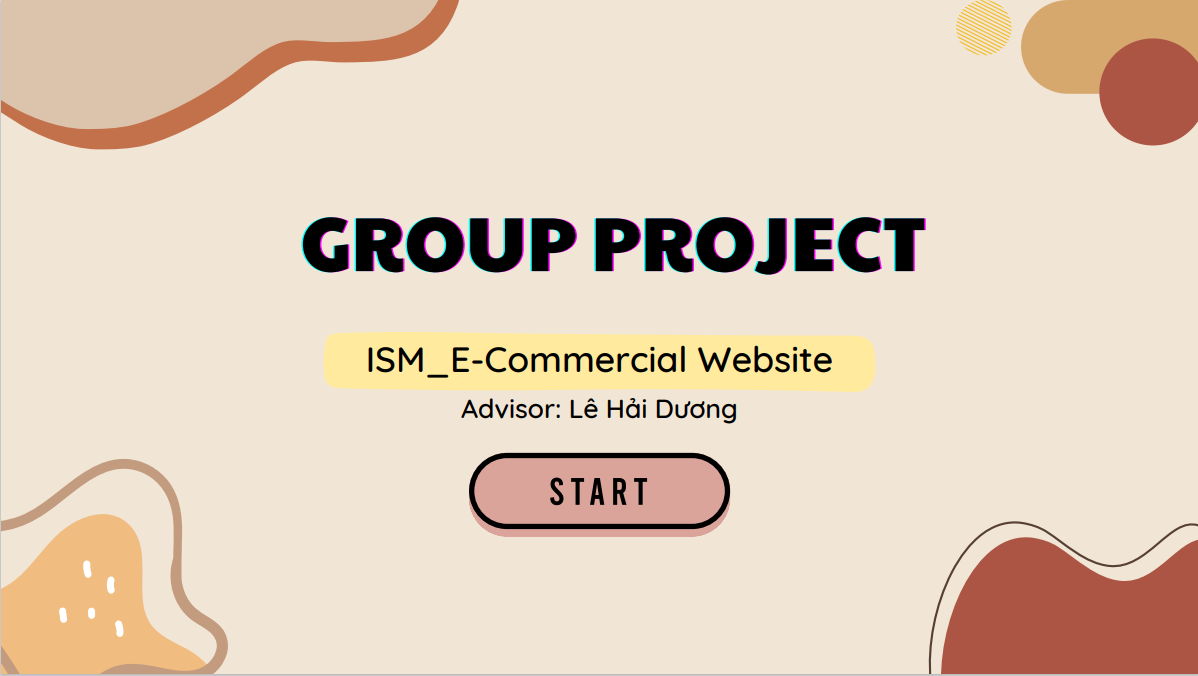 GROUP PROJECT
ISM_E-Commercial Website
Advisor: Lê Hải Dương
START